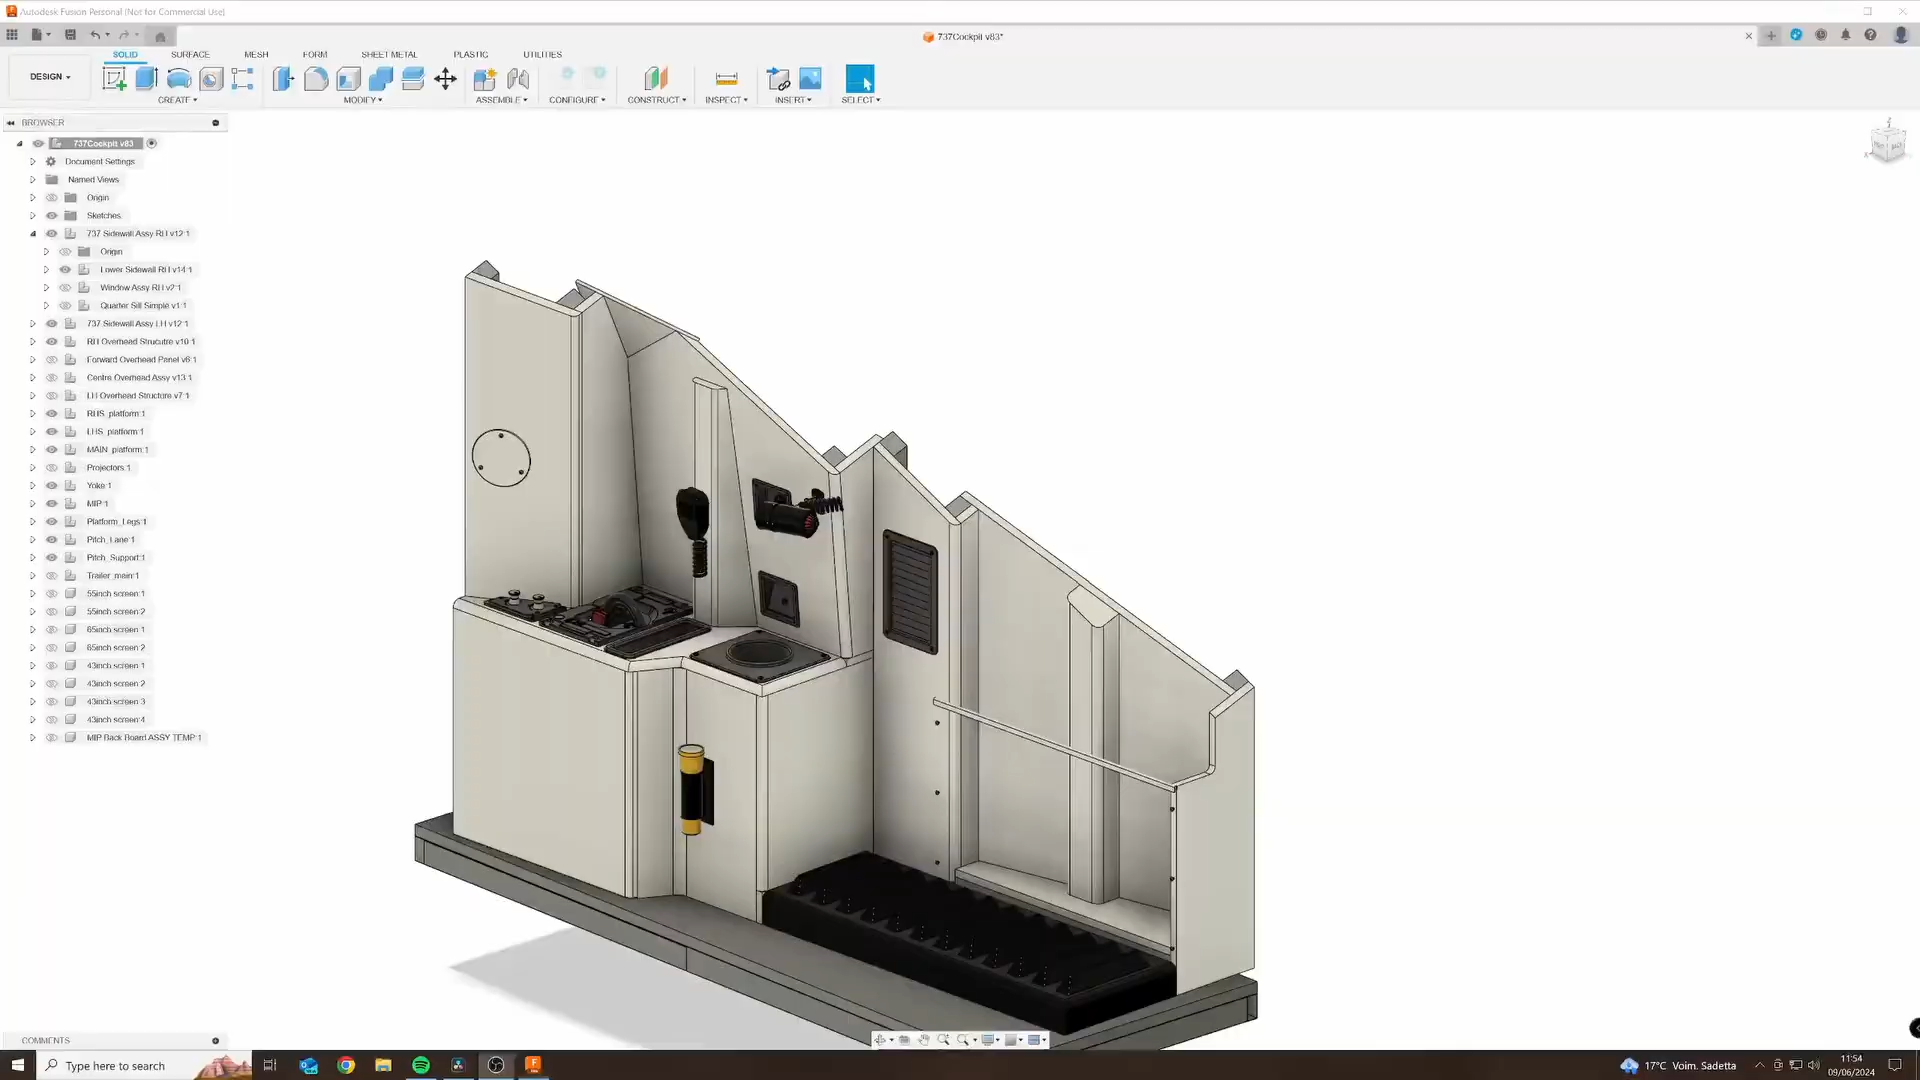 Autodesk Fusion Personal (Not for Commercial Use)
737Cockpit v83*
DESIGN
SOLID
SURFACE
MESH
FORM
SHEET METAL
PLASTIC
UTILITIES
CREATE
MODIFY
ASSEMBLE
CONFIGURE
CONSTRUCT
INSPECT
INSERT
SELECT
BROWSER
737Cockpit v83
Document Settings
Named Views
Origin
Sketches
737 Sidewall Assy RH v12:1
Origin
Lower Sidewall RH v14:1
Window Assy RH v2:1
Quarter Sill Simple v1:1
737 Sidewall Assy LH v12:1
RH Overhead Strucutre v10:1
Forward Overhead Panel v6:1
Centre Overhead Assy v13:1
LH Overhead Structure v7:1
RHS_platform:1
LHS_platform:1
MAIN_platform:1
Projectors:1
Yoke:1
MIP:1
Platform_Legs:1
Pitch_Lane:1
Pitch_Support:1
Trailer_main:1
55inch screen:1
55inch screen:2
65inch screen:1
65inch screen:2
43inch screen:1
43inch screen:2
43inch screen:3
43inch screen:4
MIP Back Board ASSY TEMP:1
COMMENTS
Type here to search
17°C Voim. Sadetta
11:54
09/06/2024